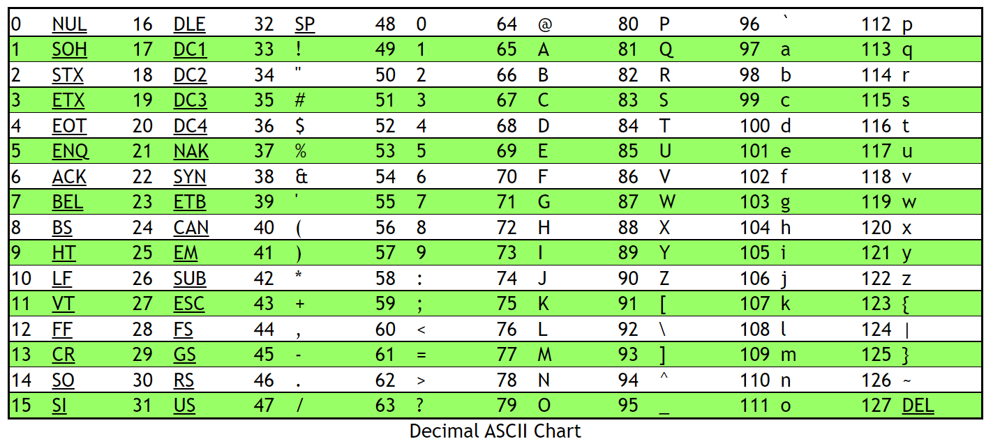 0 NUL 16 DLE 32 SP 48 0 64 @ 80 P 96 ` 112 p
1 SOH 17 DC1 33 ! 49 1 65 A 81 Q 97 a 113 q
2 STX 18 DC2 34 " 50 2 66 B 82 R 98 b 114 r
3 ETX 19 DC3 35 # 51 3 67 C 83 S 99 c 115 s
4 EOT 20 DC4 36 $ 52 4 68 D 84 T 100 d 116 t
5 ENQ 21 NAK 37 % 53 5 69 E 85 U 101 e 117 u
6 ACK 22 SYN 38 & 54 6 70 F 86 V 102 f 118 v
7 BEL 23 ETB 39 ' 55 7 71 G 87 W 103 g 119 w
8 BS 24 CAN 40 ( 56 8 72 H 88 X 104 h 120 x
9 HT 25 EM 41 ) 57 9 73 I 89 Y 105 i 121 y
10 LF 26 SUB 42 * 58 : 74 J 90 Z 106 j 122 z
11 VT 27 ESC 43 + 59 ; 75 K 91 [ 107 k 123 {
12 FF 28 FS 44 , 60 < 76 L 92 \ 108 l 124 |
13 CR 29 GS 45 - 61 = 77 M 93 ] 109 m 125 }
14 SO 30 RS 46 . 62 > 78 N 94 ^ 110 n 126 ~
15 SI 31 US 47 / 63 ? 79 O 95 _ 111 o 127 DEL
Decimal ASCII Chart